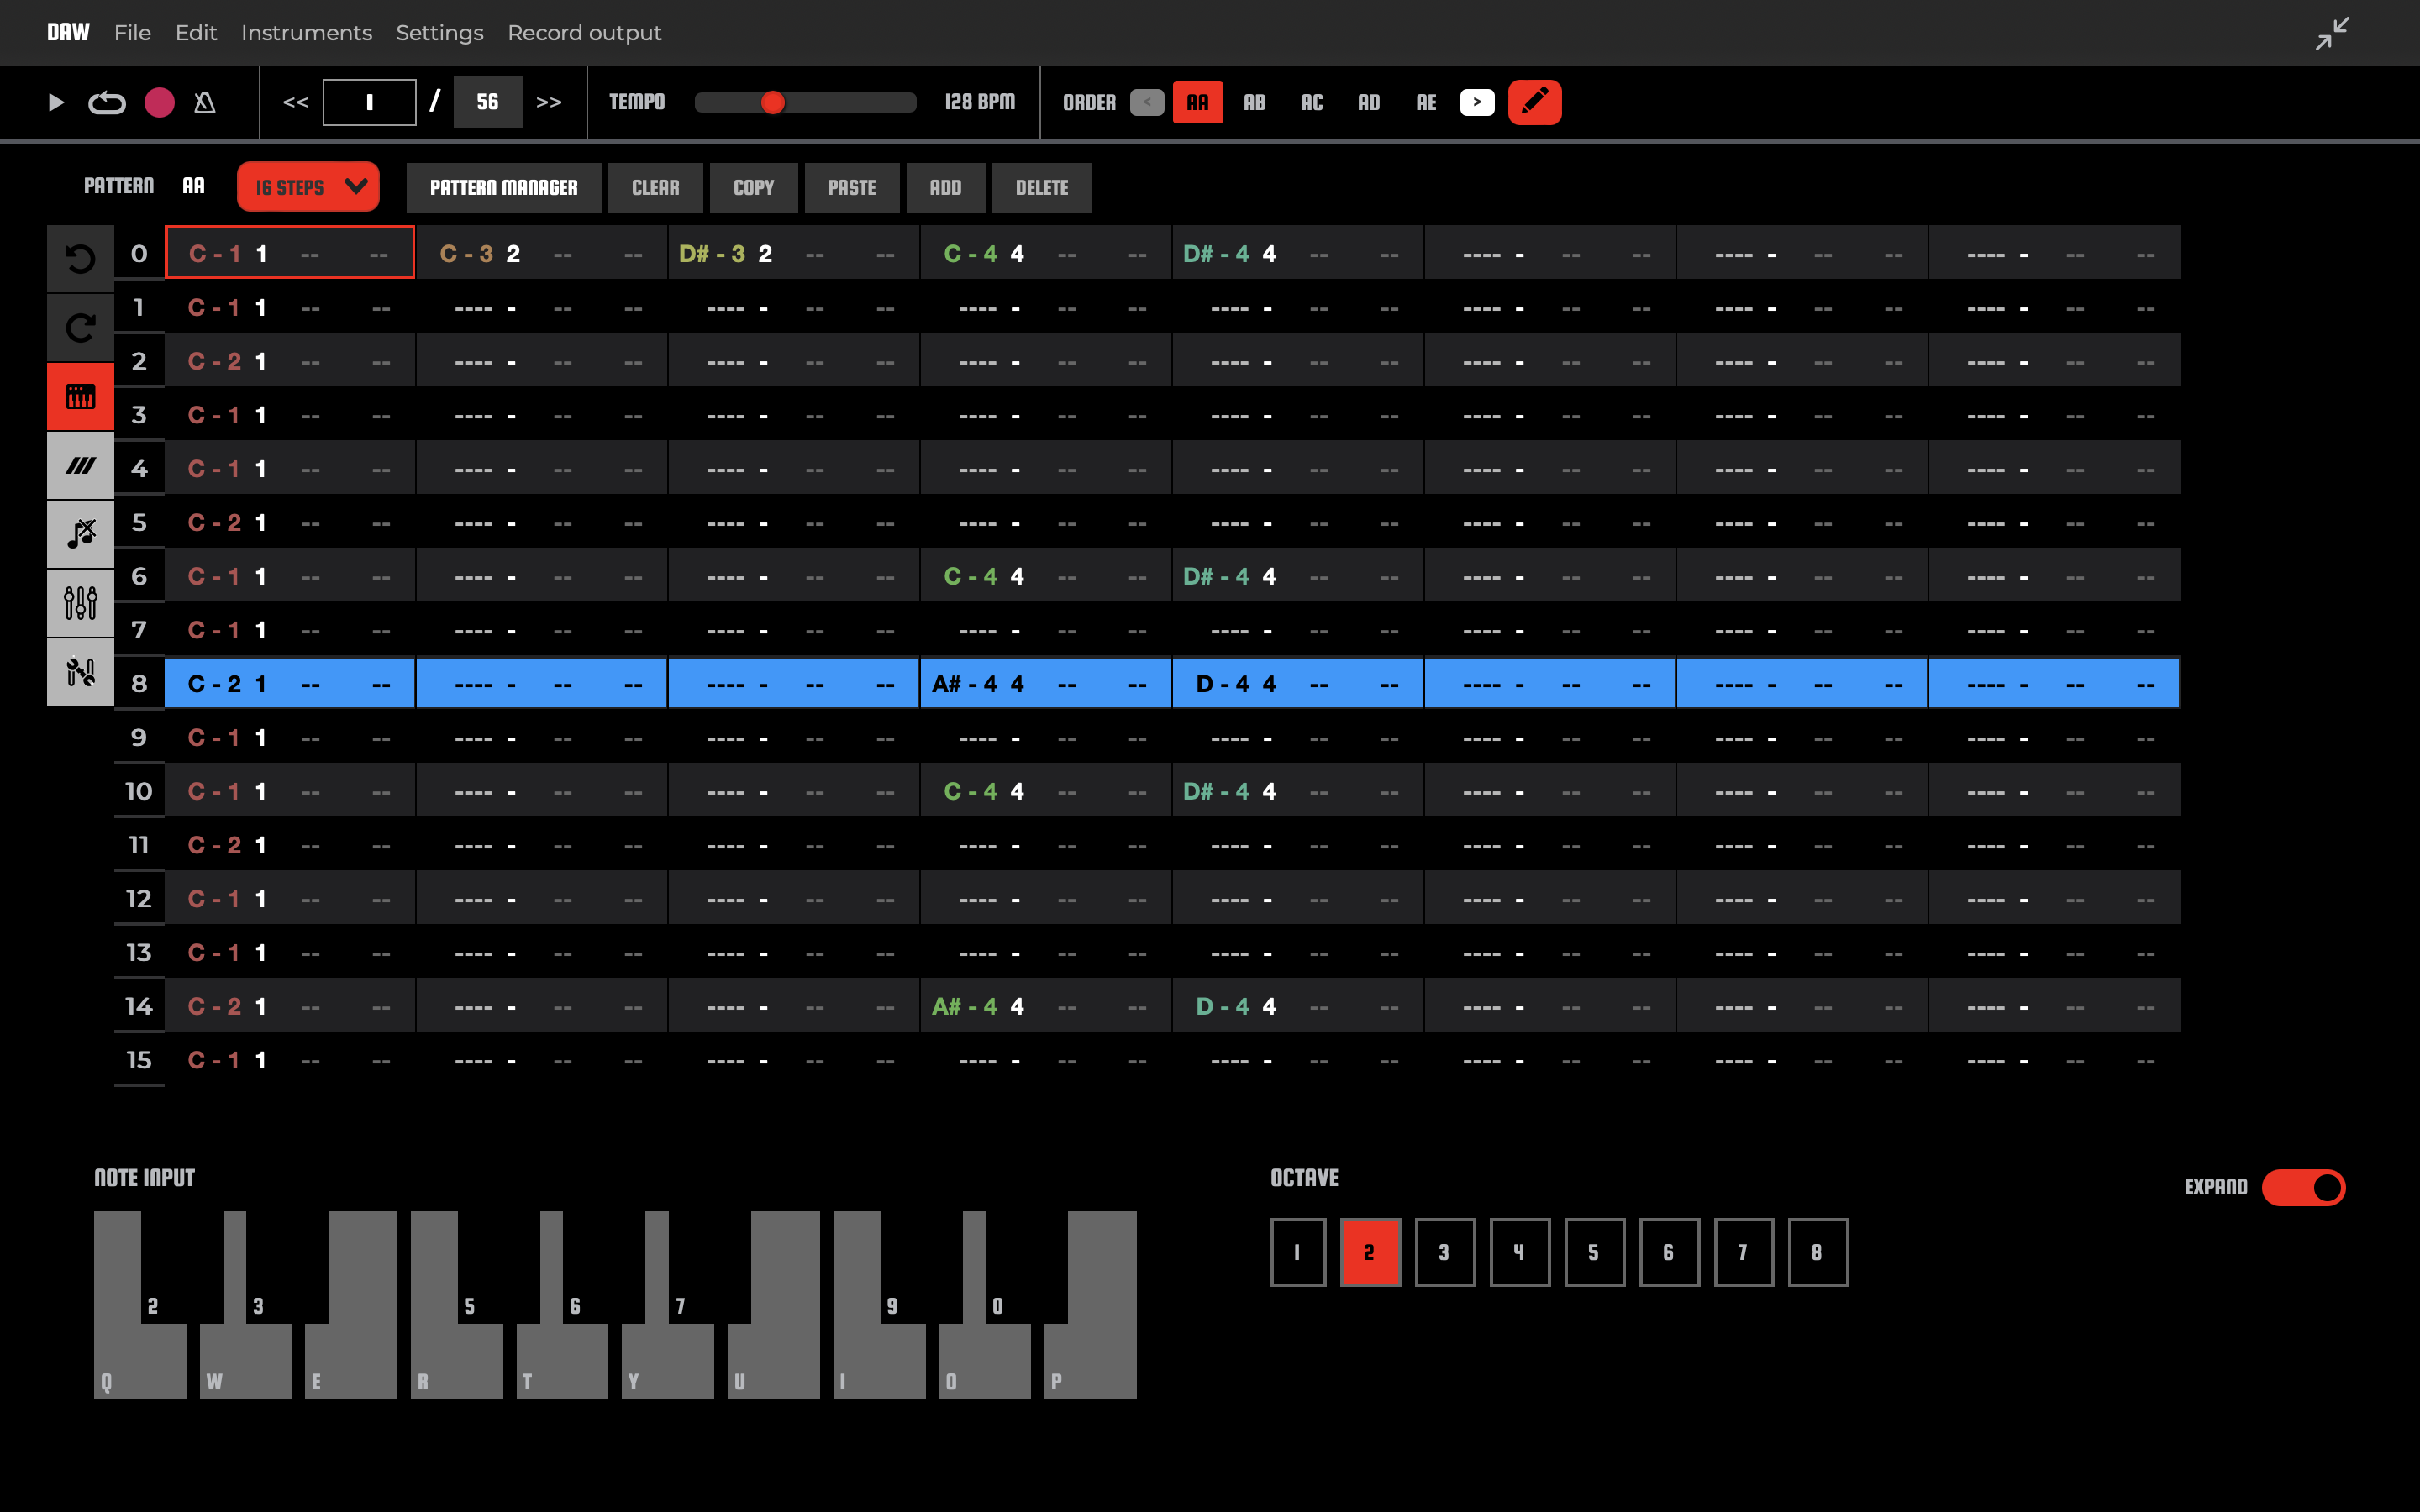 DAW File Edit Instruments Settings Record output
<< 1 / 56 >> TEMPO 128 BPM ORDER < AA AB AC AD AE >
PATTERN AA 16 STEPS PATTERN MANAGER CLEAR COPY PASTE ADD DELETE
0 C - 1 1 -- -- C - 3 2 -- -- D# - 3 2 -- -- C - 4 4 -- -- D# - 4 4 -- -- ---- - -- -- ---- - -- -- ---- - -- --
1 C - 1 1 -- -- ---- - -- -- ---- - -- -- ---- - -- -- ---- - -- -- ---- - -- -- ---- - -- -- ---- - -- --
2 C - 2 1 -- -- ---- - -- -- ---- - -- -- ---- - -- -- ---- - -- -- ---- - -- -- ---- - -- -- ---- - -- --
3 C - 1 1 -- -- ---- - -- -- ---- - -- -- ---- - -- -- ---- - -- -- ---- - -- -- ---- - -- -- ---- - -- --
4 C - 1 1 -- -- ---- - -- -- ---- - -- -- ---- - -- -- ---- - -- -- ---- - -- -- ---- - -- -- ---- - -- --
5 C - 2 1 -- -- ---- - -- -- ---- - -- -- ---- - -- -- ---- - -- -- ---- - -- -- ---- - -- -- ---- - -- --
6 C - 1 1 -- -- ---- - -- -- ---- - -- -- C - 4 4 -- -- D# - 4 4 -- -- ---- - -- -- ---- - -- -- ---- - -- --
7 C - 1 1 -- -- ---- - -- -- ---- - -- -- ---- - -- -- ---- - -- -- ---- - -- -- ---- - -- -- ---- - -- --
8 C - 2 1 -- -- ---- - -- -- ---- - -- -- A# - 4 4 -- -- D - 4 4 -- -- ---- - -- -- ---- - -- -- ---- - -- --
9 C - 1 1 -- -- ---- - -- -- ---- - -- -- ---- - -- -- ---- - -- -- ---- - -- -- ---- - -- -- ---- - -- --
10 C - 1 1 -- -- ---- - -- -- ---- - -- -- C - 4 4 -- -- D# - 4 4 -- -- ---- - -- -- ---- - -- -- ---- - -- --
11 C - 2 1 -- -- ---- - -- -- ---- - -- -- ---- - -- -- ---- - -- -- ---- - -- -- ---- - -- -- ---- - -- --
12 C - 1 1 -- -- ---- - -- -- ---- - -- -- ---- - -- -- ---- - -- -- ---- - -- -- ---- - -- -- ---- - -- --
13 C - 1 1 -- -- ---- - -- -- ---- - -- -- ---- - -- -- ---- - -- -- ---- - -- -- ---- - -- -- ---- - -- --
14 C - 2 1 -- -- ---- - -- -- ---- - -- -- A# - 4 4 -- -- D - 4 4 -- -- ---- - -- -- ---- - -- -- ---- - -- --
15 C - 1 1 -- -- ---- - -- -- ---- - -- -- ---- - -- -- ---- - -- -- ---- - -- -- ---- - -- -- ---- - -- --
NOTE INPUT
2 3 5 6 7 9 0
Q W E R T Y U I O P
OCTAVE
1 2 3 4 5 6 7 8
EXPAND